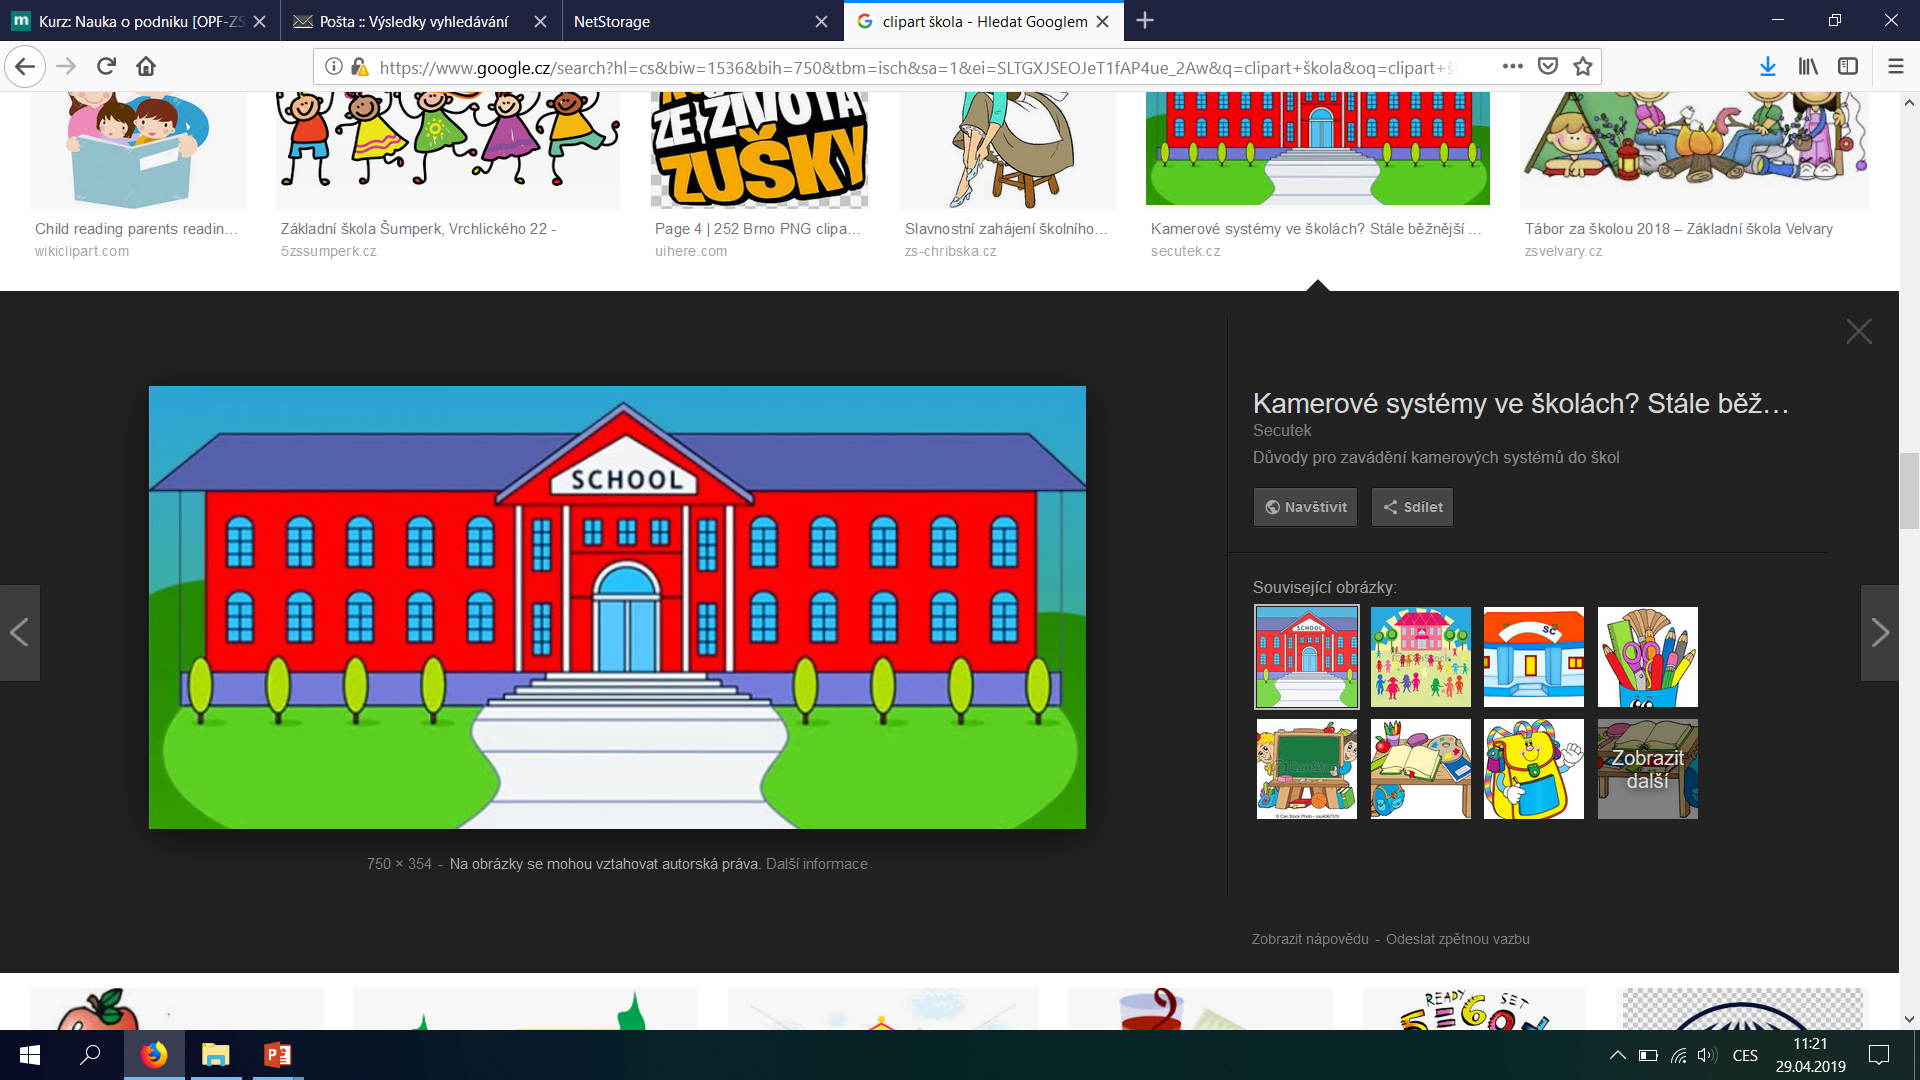 Kurz: Nauka o podniku [OPF-ZS
Pošta :: Výsledky vyhledávání
NetStorage
clipart škola - Hledat Googlem
https://www.google.cz/search?hl=cs&biw=1536&bih=750&tbm=isch&sa=1&ei=SLTGXJSEOJeT1fAP4ue_2Aw&q=clipart+škola&oq=clipart+š
ZE ŽIVOTA
ZUŠKY
Child reading parents readin…
wikiclipart.com
Základní škola Šumperk, Vrchlického 22 -
5zssumperk.cz
Page 4 | 252 Brno PNG clipa…
uihere.com
Slavnostní zahájení školního…
zs-chribska.cz
Kamerové systémy ve školách? Stále běžnější …
secutek.cz
Tábor za školou 2018 – Základní škola Velvary
zsvelvary.cz
SCHOOL
Kamerové systémy ve školách? Stále běž…
Secutek
Důvody pro zavádění kamerových systémů do škol
Navštívit
Sdílet
Související obrázky:
SCHOOL
SC
Zobrazit
další
750 × 354 - Na obrázky se mohou vztahovat autorská práva. Další informace
Zobrazit nápovědu - Odeslat zpětnou vazbu
READY SET
CES
11:21
29.04.2019